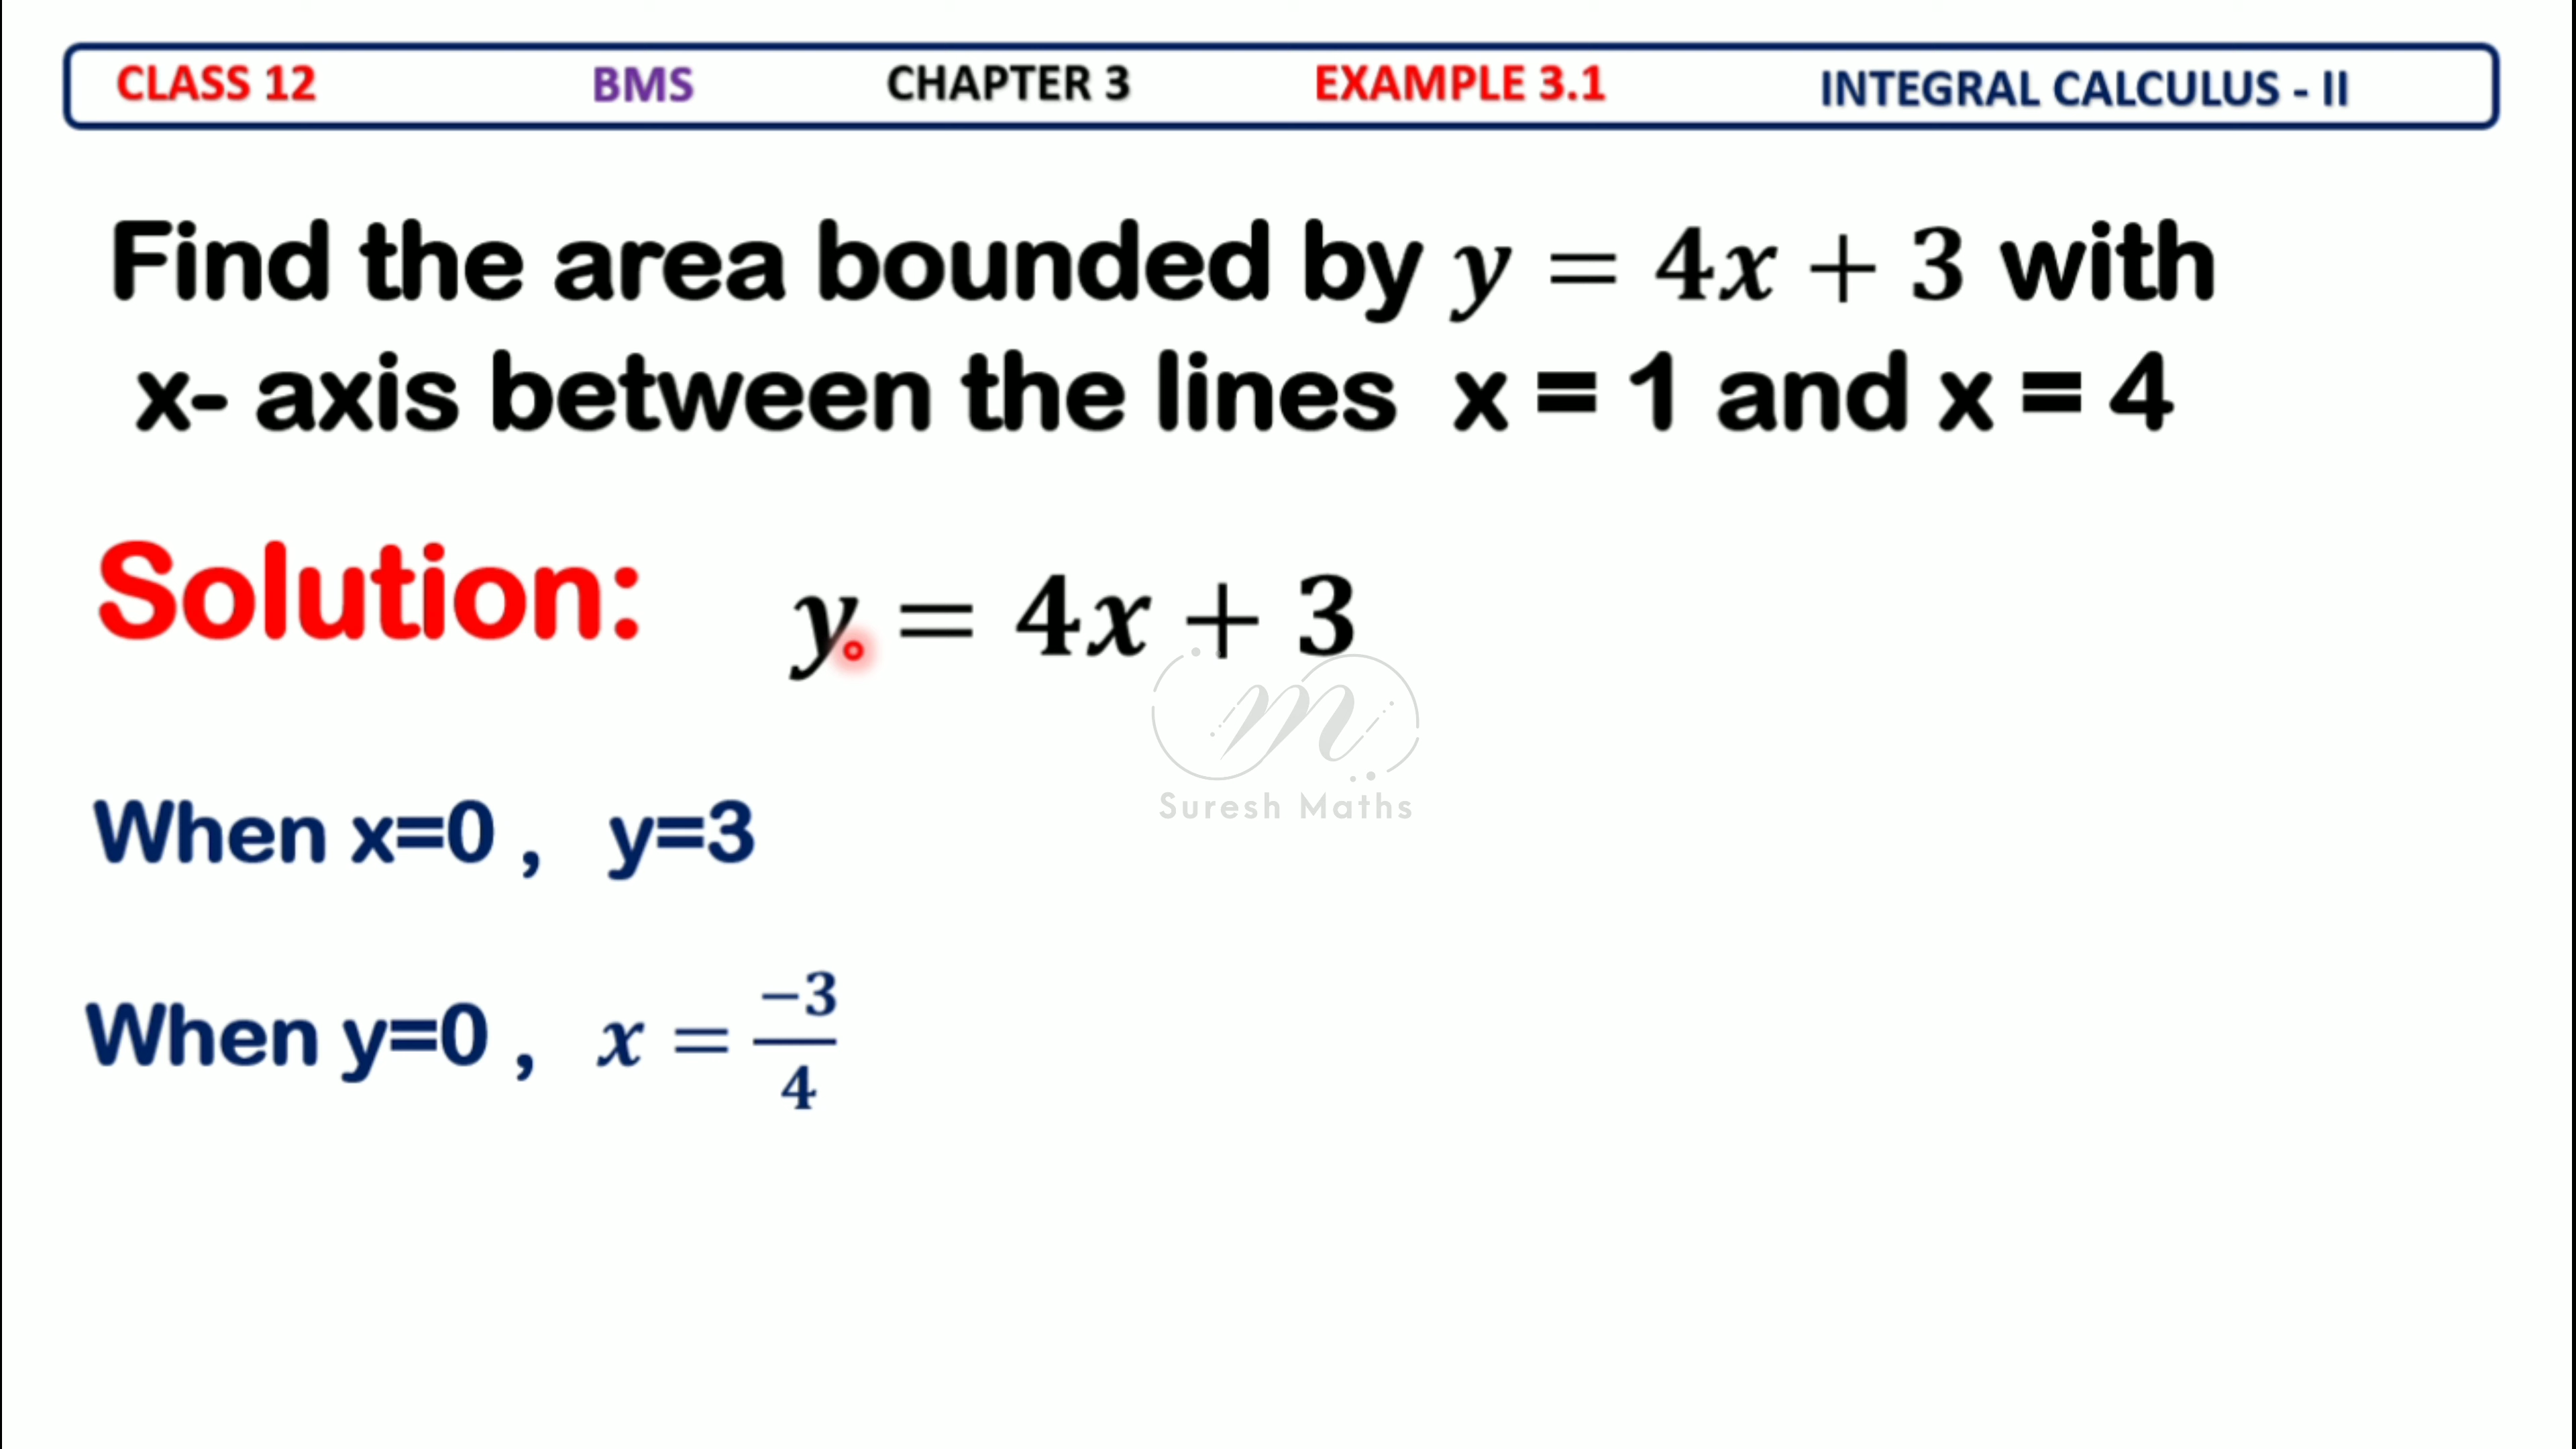 CLASS 12 BMS CHAPTER 3 EXAMPLE 3.1 INTEGRAL CALCULUS - II
Find the area bounded by y = 4x + 3 with
x- axis between the lines x = 1 and x = 4
Solution: y = 4x + 3
m
Suresh Maths
When x=0 , y=3
When y=0 , x = −3/4